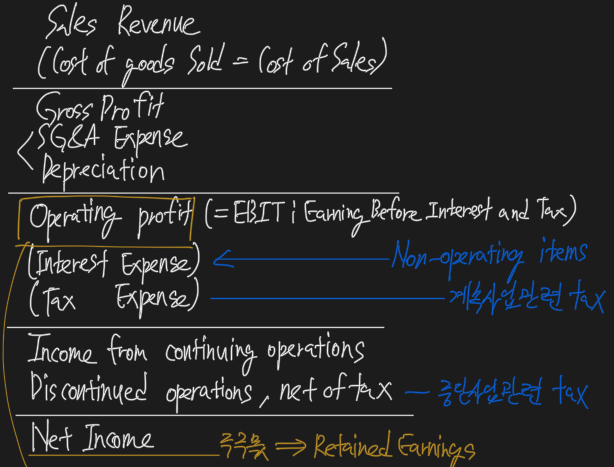 Sales Revenue
(Cost of goods Sold = Cost of Sales)
Gross Profit
SG&A Expense
Depreciation
Operating profit (= EBIT ; Earning Before Interest and Tax)
(Interest Expense) ← Non-operating items
(Tax Expense) 계속사업관련 tax
Income from continuing operations
Discontinued operations, net of tax - 중단사업관련 tax
Net Income 주주몫 ⇒ Retained Earnings